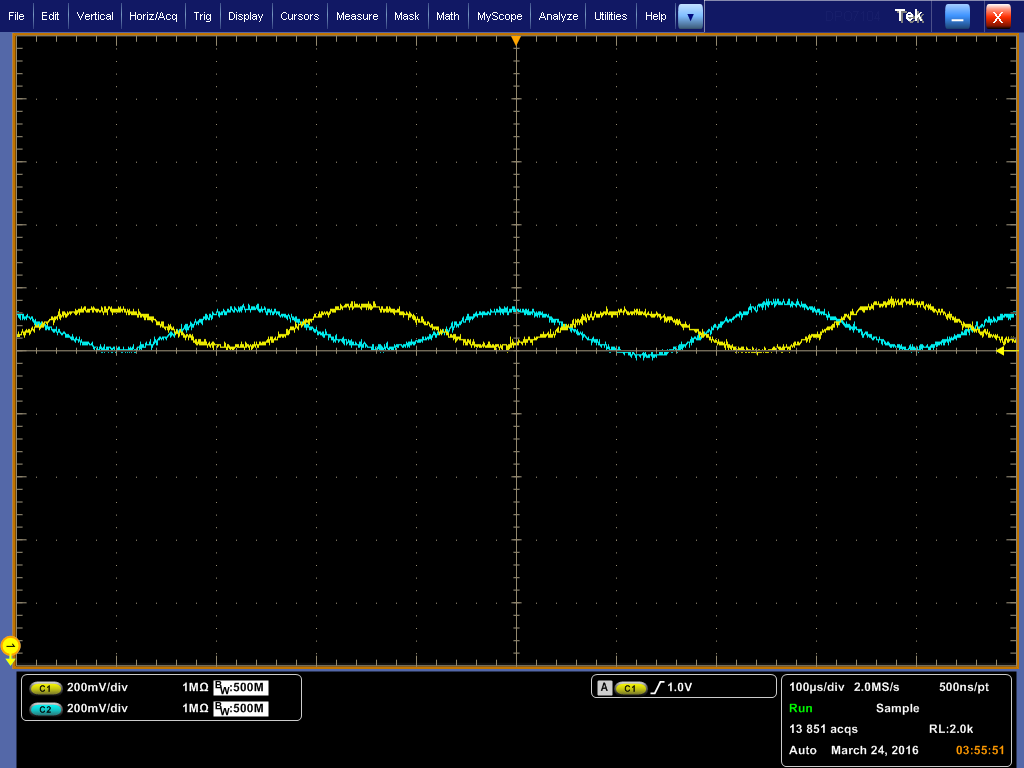 File Edit Vertical Horiz/Acq Trig Display Cursors Measure Mask Math MyScope Analyze Utilities Help Tek X
C1 200mV/div 1MΩ BW:500M
C2 200mV/div 1MΩ BW:500M
A C1 1.0V
100µs/div 2.0MS/s 500ns/pt
Run Sample
13 851 acqs RL:2.0k
Auto March 24, 2016 03:55:51